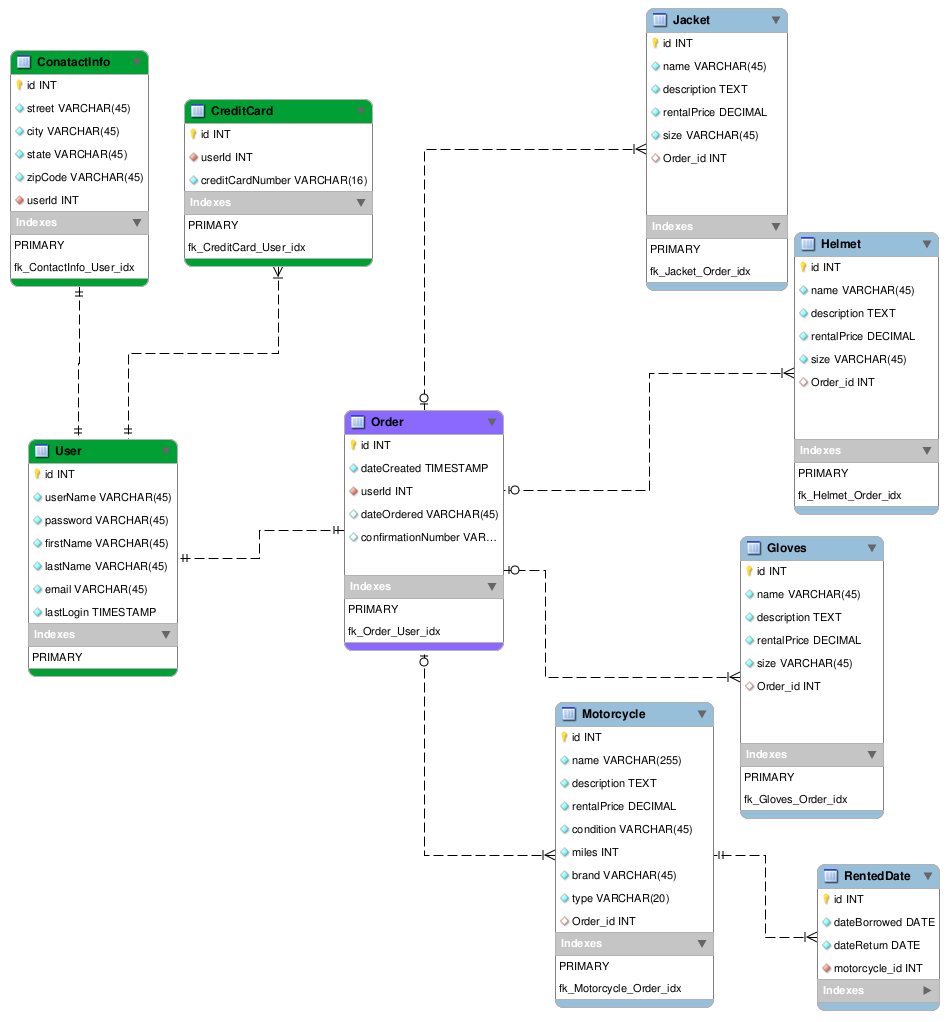 ConatactInfo
id INT
street VARCHAR(45)
city VARCHAR(45)
state VARCHAR(45)
zipCode VARCHAR(45)
userId INT
Indexes
PRIMARY
fk_ContactInfo_User_idx
CreditCard
id INT
userId INT
creditCardNumber VARCHAR(16)
Indexes
PRIMARY
fk_CreditCard_User_idx
Jacket
id INT
name VARCHAR(45)
description TEXT
rentalPrice DECIMAL
size VARCHAR(45)
Order_id INT
Indexes
PRIMARY
fk_Jacket_Order_idx
Helmet
id INT
name VARCHAR(45)
description TEXT
rentalPrice DECIMAL
size VARCHAR(45)
Order_id INT
Indexes
PRIMARY
fk_Helmet_Order_idx
User
id INT
userName VARCHAR(45)
password VARCHAR(45)
firstName VARCHAR(45)
lastName VARCHAR(45)
email VARCHAR(45)
lastLogin TIMESTAMP
Indexes
PRIMARY
Order
id INT
dateCreated TIMESTAMP
userId INT
dateOrdered VARCHAR(45)
confirmationNumber VAR...
Indexes
PRIMARY
fk_Order_User_idx
Gloves
id INT
name VARCHAR(45)
description TEXT
rentalPrice DECIMAL
size VARCHAR(45)
Order_id INT
Indexes
PRIMARY
fk_Gloves_Order_idx
Motorcycle
id INT
name VARCHAR(255)
description TEXT
rentalPrice DECIMAL
condition VARCHAR(45)
miles INT
brand VARCHAR(45)
type VARCHAR(20)
Order_id INT
Indexes
PRIMARY
fk_Motorcycle_Order_idx
RentedDate
id INT
dateBorrowed DATE
dateReturn DATE
motorcycle_id INT
Indexes